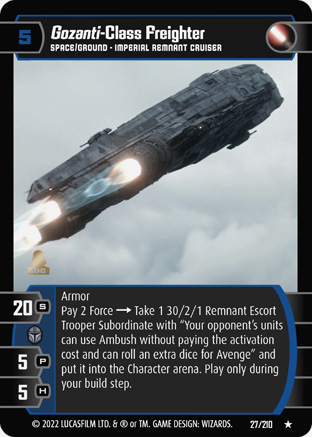 5
Gozanti-Class Freighter
SPACE/GROUND - IMPERIAL REMNANT CRUISER
20 S
Armor
Pay 2 Force → Take 1 30/2/1 Remnant Escort
Trooper Subordinate with “Your opponent's units
can use Ambush without paying the activation
cost and can roll an extra dice for Avenge” and
put it into the Character arena. Play only during
your build step.
5 P
5 H
© 2022 LUCASFILM LTD. & ® or TM. GAME DESIGN: WIZARDS.
27/210